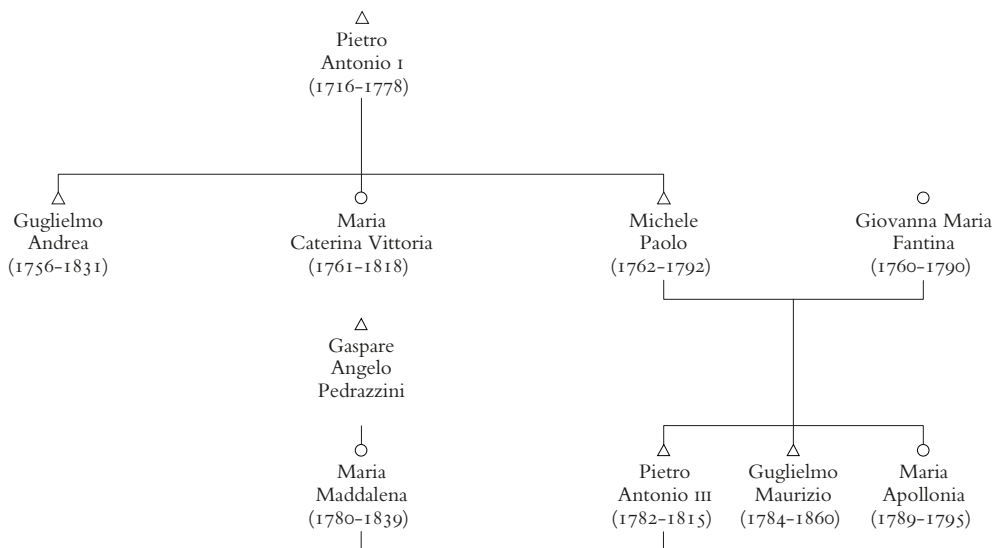 Pietro
Antonio I
(1716-1778)
Guglielmo
Andrea
(1756-1831)
Maria
Caterina Vittoria
(1761-1818)
Michele
Paolo
(1762-1792)
Giovanna Maria
Fantina
(1760-1790)
Gaspare
Angelo
Pedrazzini
Maria
Maddalena
(1780-1839)
Pietro
Antonio III
(1782-1815)
Guglielmo
Maurizio
(1784-1860)
Maria
Apollonia
(1789-1795)